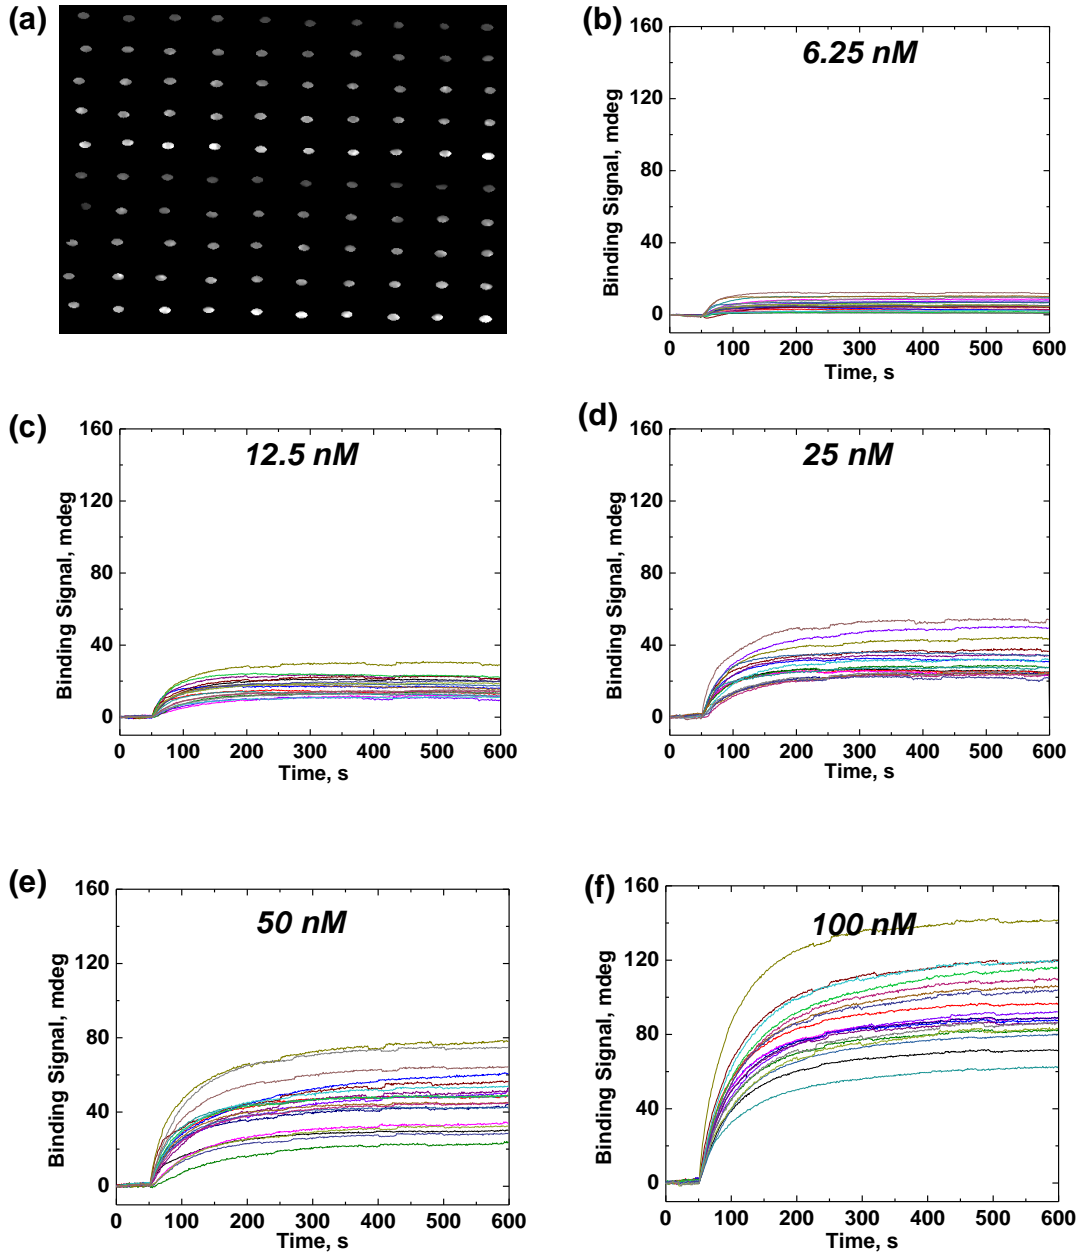 (a)
(b)
6.25 nM
Binding Signal, mdeg
160
120
80
40
0
0 100 200 300 400 500 600
Time, s
(c)
12.5 nM
Binding Signal, mdeg
160
120
80
40
0
0 100 200 300 400 500 600
Time, s
(d)
25 nM
Binding Signal, mdeg
160
120
80
40
0
0 100 200 300 400 500 600
Time, s
(e)
50 nM
Binding Signal, mdeg
160
120
80
40
0
0 100 200 300 400 500 600
Time, s
(f)
100 nM
Binding Signal, mdeg
160
120
80
40
0
0 100 200 300 400 500 600
Time, s